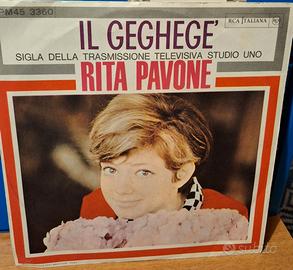 PM45 3360
IL GEGHEGE'
RCA ITALIANA
SIGLA DELLA TRASMISSIONE TELEVISIVA STUDIO UNO
RITA PAVONE
subito